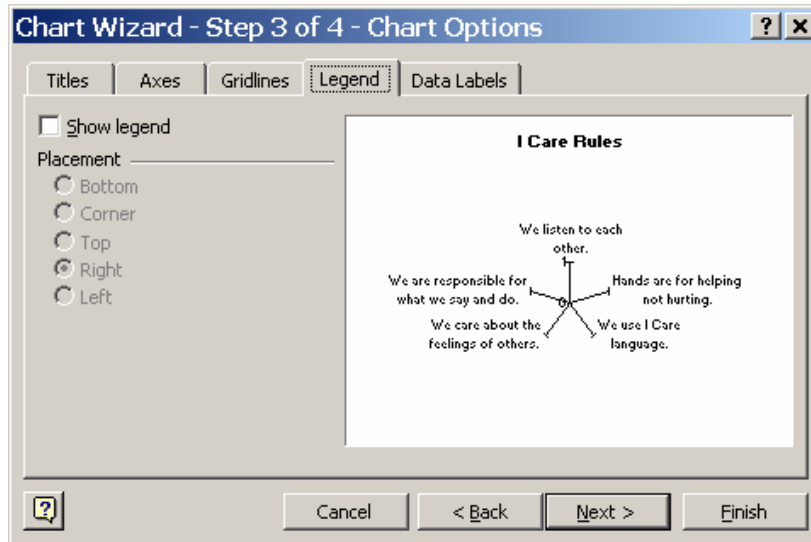 Chart Wizard - Step 3 of 4 - Chart Options
? X
Titles Axes Gridlines Legend Data Labels
Show legend
Placement
Bottom
Corner
Top
Right
Left
I Care Rules
We listen to each
other.
1
We are responsible for
what we say and do.
Hands are for helping
not hurting.
0
We care about the
feelings of others.
We use I Care
language.
?
Cancel < Back Next > Finish